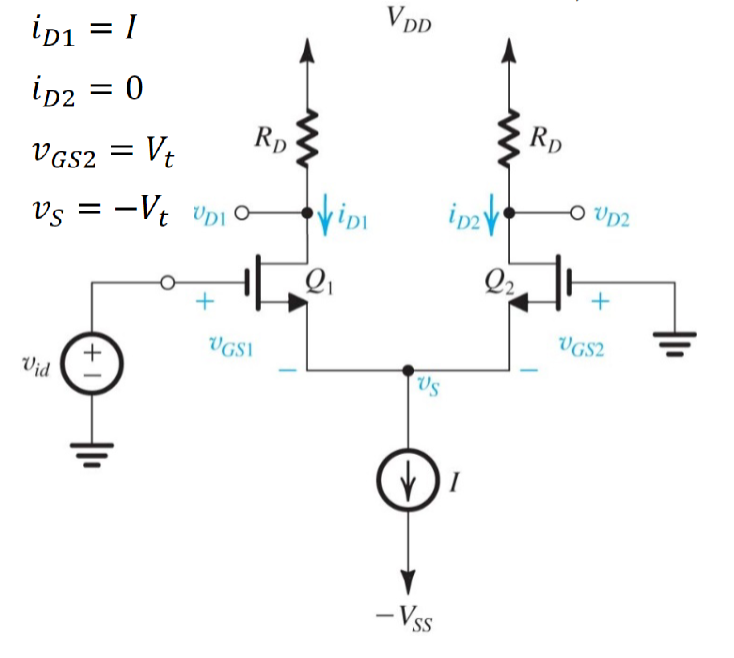 i_{D1} = I
i_{D2} = 0
v_{GS2} = V_t
v_S = −V_t
V_{DD}
R_D
R_D
v_{D1}
i_{D1}
i_{D2}
v_{D2}
Q_1
Q_2
+
+
v_{id}
+
−
v_{GS1}
−
v_{GS2}
−
v_S
I
−V_{SS}